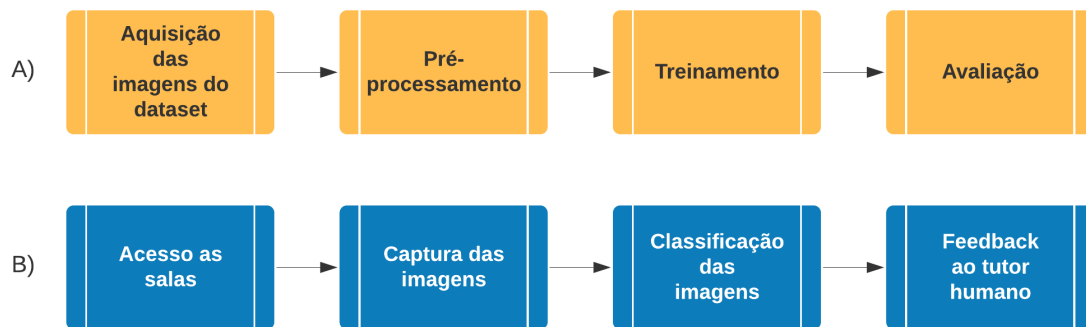 A)
Aquisição
das
imagens do
dataset
Pré-
processamento
Treinamento
Avaliação
B)
Acesso as
salas
Captura das
imagens
Classificação
das
imagens
Feedback
ao tutor
humano